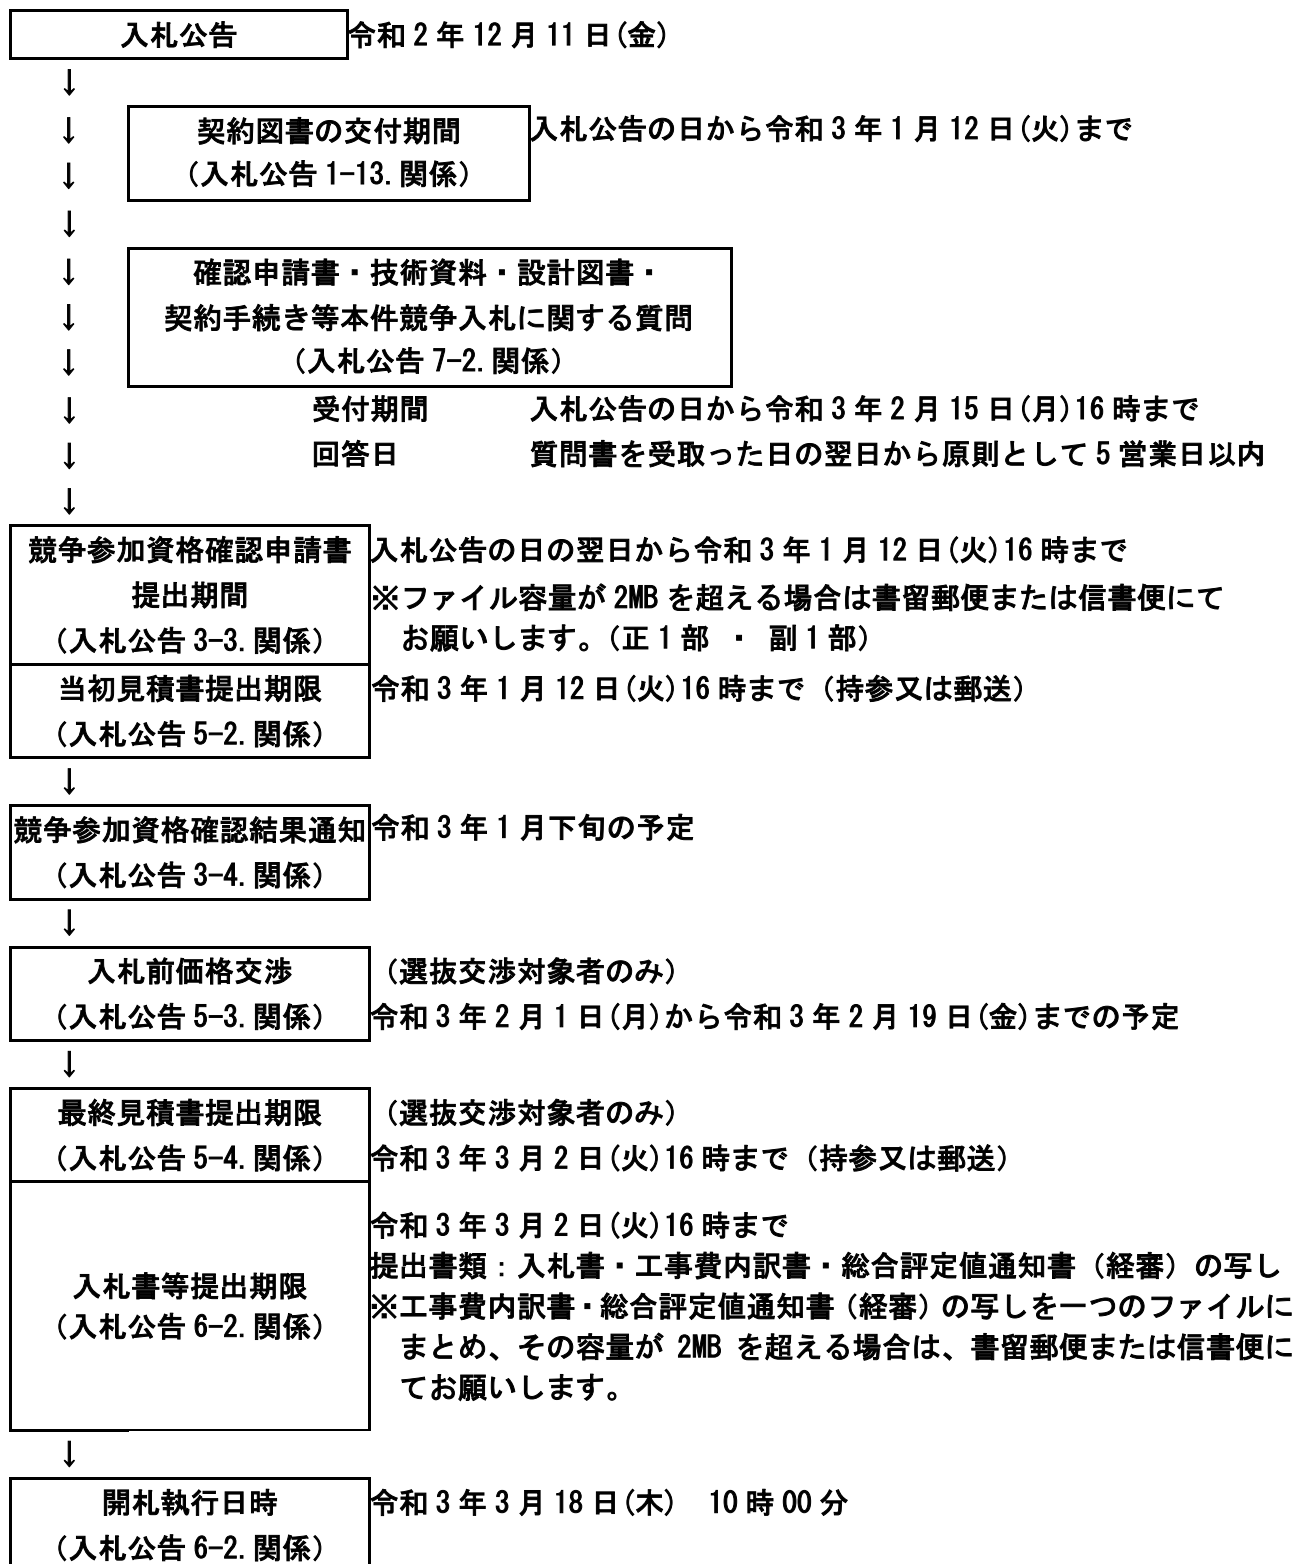 入札公告 令和2年12月11日(金)
↓
↓ 契約図書の交付期間 入札公告の日から令和3年1月12日(火)まで
↓ (入札公告1-13.関係)
↓
↓ 確認申請書・技術資料・設計図書・
↓ 契約手続き等本件競争入札に関する質問
↓ (入札公告7-2.関係)
↓ 受付期間 入札公告の日から令和3年2月15日(月)16時まで
↓ 回答日 質問書を受取った日の翌日から原則として5営業日以内
↓
競争参加資格確認申請書 入札公告の日の翌日から令和3年1月12日(火)16時まで
提出期間 ※ファイル容量が2MBを超える場合は書留郵便または信書便にて
(入札公告3-3.関係) お願いします。(正1部 ・ 副1部)
当初見積書提出期限 令和3年1月12日(火)16時まで(持参又は郵送)
(入札公告5-2.関係)
↓
競争参加資格確認結果通知 令和3年1月下旬の予定
(入札公告3-4.関係)
↓
入札前価格交渉 (選抜交渉対象者のみ)
(入札公告5-3.関係) 令和3年2月1日(月)から令和3年2月19日(金)までの予定
↓
最終見積書提出期限 (選抜交渉対象者のみ)
(入札公告5-4.関係) 令和3年3月2日(火)16時まで(持参又は郵送)
入札書等提出期限
(入札公告6-2.関係)
令和3年3月2日(火)16時まで
提出書類：入札書・工事費内訳書・総合評定値通知書(経審)の写し
※工事費内訳書・総合評定値通知書(経審)の写しを一つのファイルに
まとめ、その容量が 2MB を超える場合は、書留郵便または信書便に
てお願いします。
↓
開札執行日時 令和3年3月18日(木) 10時00分
(入札公告6-2.関係)